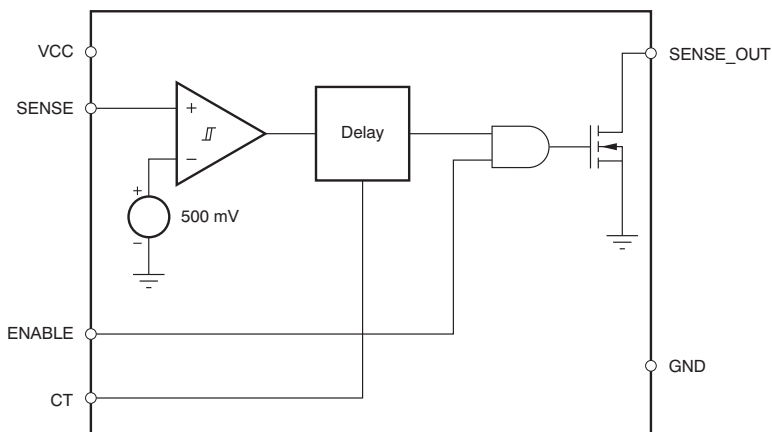 VCC
SENSE_OUT
SENSE
+
Delay
−
+
500 mV
−
ENABLE
GND
CT